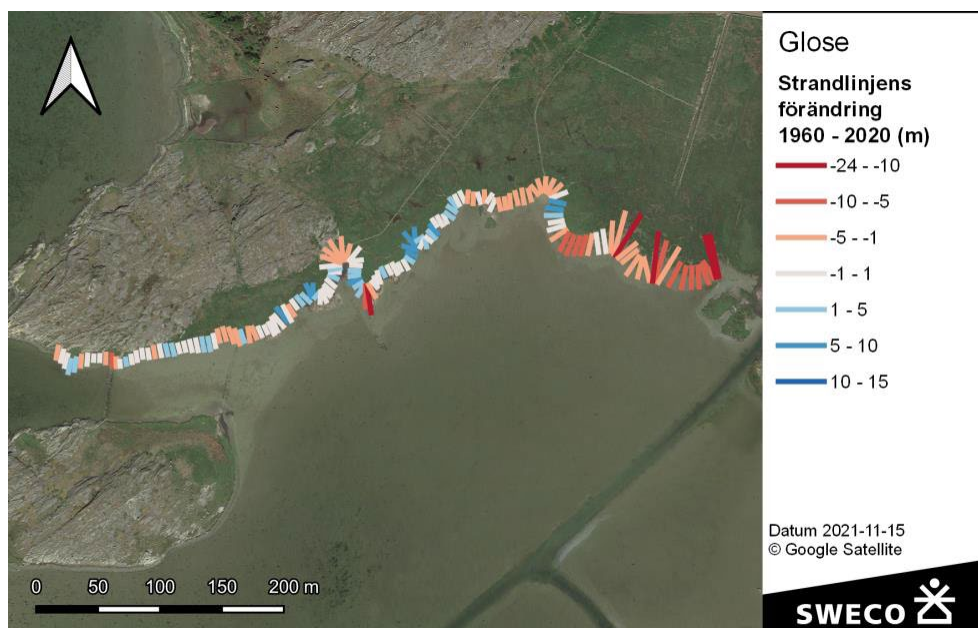 Glose
Strandlinjens
förändring
1960 - 2020 (m)
-24 - -10
-10 - -5
-5 - -1
-1 - 1
1 - 5
5 - 10
10 - 15
Datum 2021-11-15
© Google Satellite
0 50 100 150 200 m
SWECO